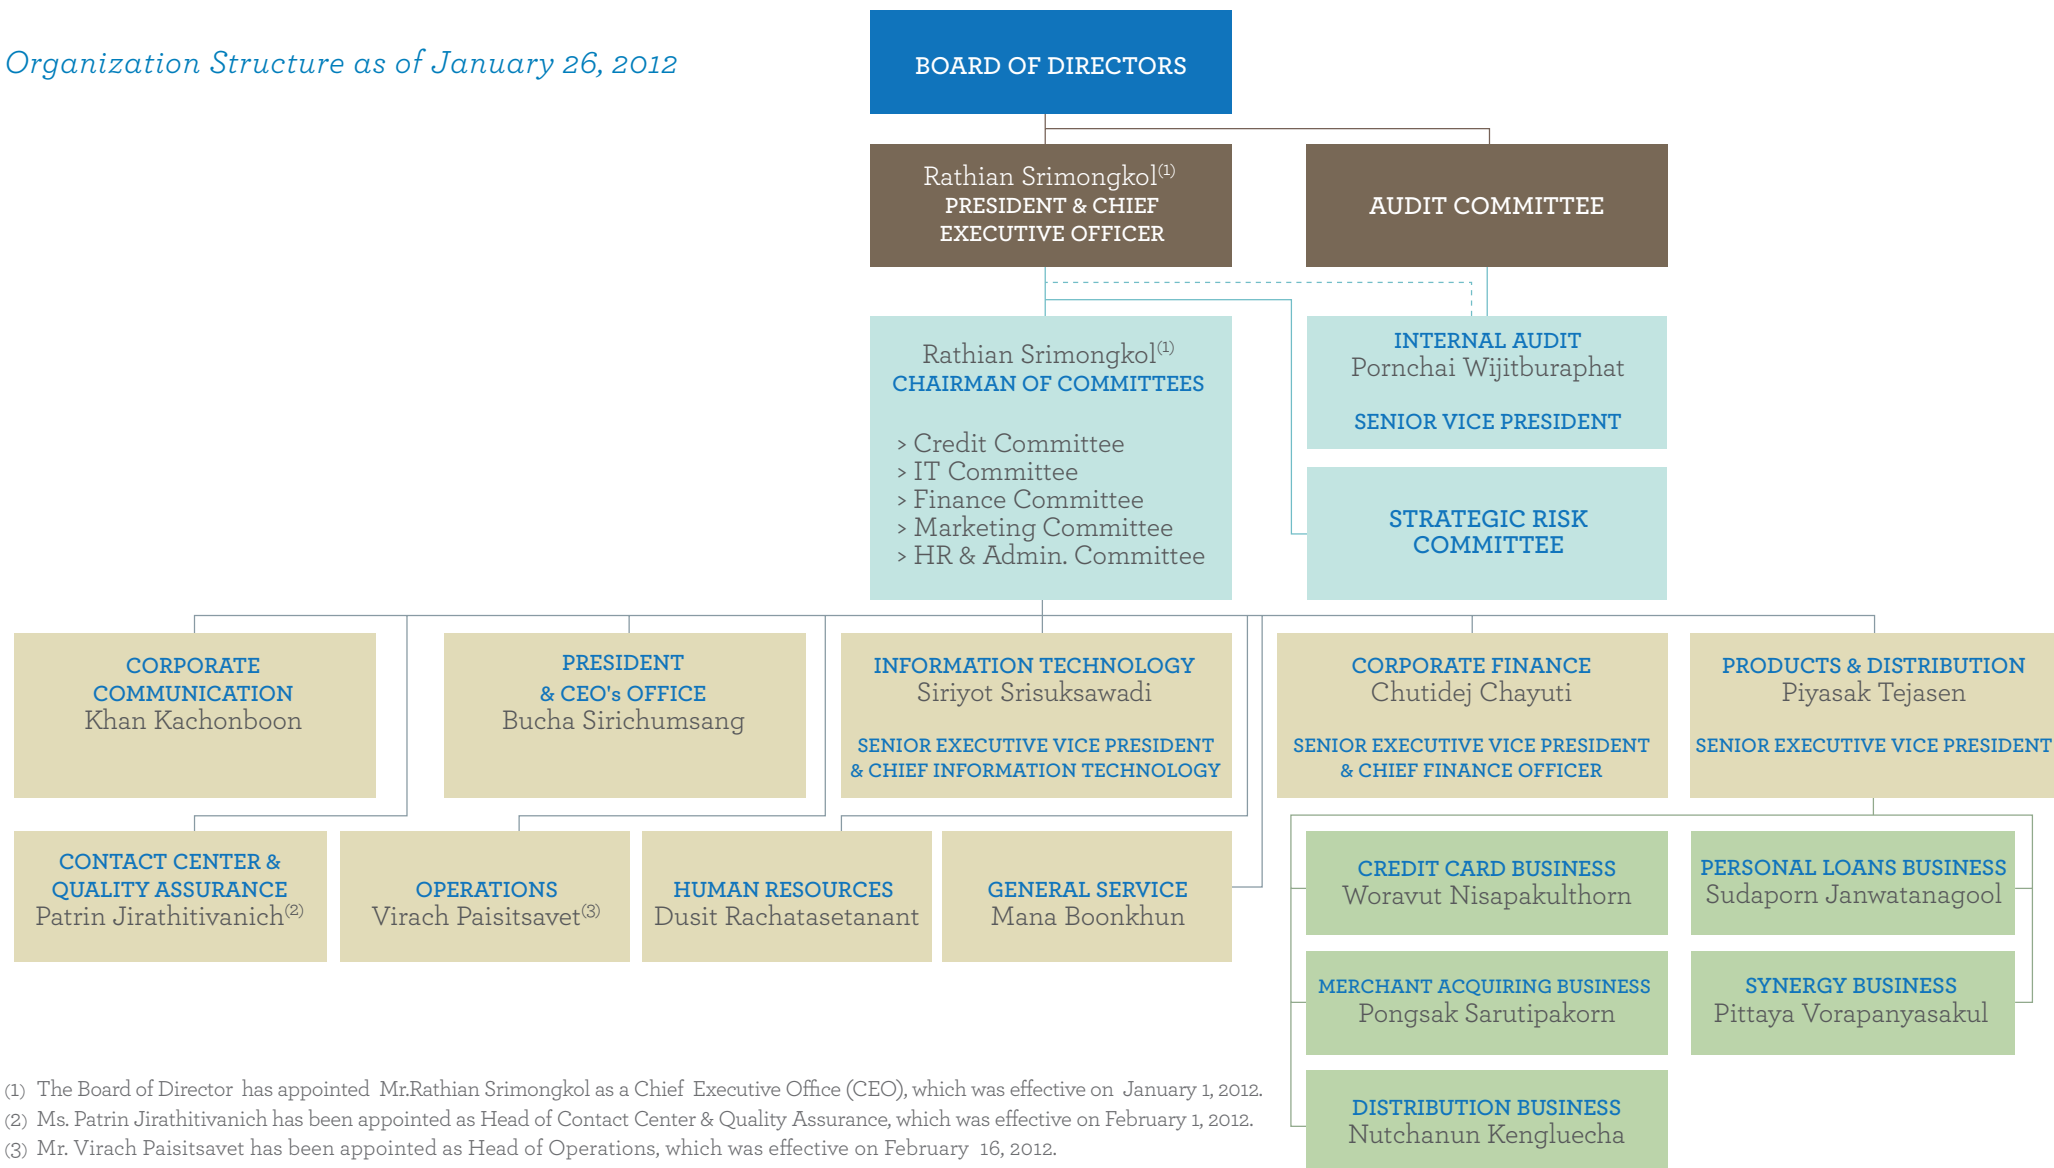 Organization Structure as of January 26, 2012
BOARD OF DIRECTORS
Rathian Srimongkol(1)
PRESIDENT & CHIEF
EXECUTIVE OFFICER
AUDIT COMMITTEE
Rathian Srimongkol(1)
CHAIRMAN OF COMMITTEES
> Credit Committee
> IT Committee
> Finance Committee
> Marketing Committee
> HR & Admin. Committee
INTERNAL AUDIT
Pornchai Wijitburaphat
SENIOR VICE PRESIDENT
STRATEGIC RISK
COMMITTEE
CORPORATE
COMMUNICATION
Khan Kachonboon
PRESIDENT
& CEO's OFFICE
Bucha Sirichumsang
INFORMATION TECHNOLOGY
Siriyot Srisuksawadi
SENIOR EXECUTIVE VICE PRESIDENT
& CHIEF INFORMATION TECHNOLOGY
CORPORATE FINANCE
Chutidej Chayuti
SENIOR EXECUTIVE VICE PRESIDENT
& CHIEF FINANCE OFFICER
PRODUCTS & DISTRIBUTION
Piyasak Tejasen
SENIOR EXECUTIVE VICE PRESIDENT
CONTACT CENTER &
QUALITY ASSURANCE
Patrin Jirathitivanich(2)
OPERATIONS
Virach Paisitsavet(3)
HUMAN RESOURCES
Dusit Rachatasetanant
GENERAL SERVICE
Mana Boonkhun
CREDIT CARD BUSINESS
Woravut Nisapakulthorn
PERSONAL LOANS BUSINESS
Sudaporn Janwatanagool
MERCHANT ACQUIRING BUSINESS
Pongsak Sarutipakorn
SYNERGY BUSINESS
Pittaya Vorapanyasakul
DISTRIBUTION BUSINESS
Nutchanun Kengluecha
(1) The Board of Director has appointed Mr.Rathian Srimongkol as a Chief Executive Office (CEO), which was effective on January 1, 2012.
(2) Ms. Patrin Jirathitivanich has been appointed as Head of Contact Center & Quality Assurance, which was effective on February 1, 2012.
(3) Mr. Virach Paisitsavet has been appointed as Head of Operations, which was effective on February 16, 2012.